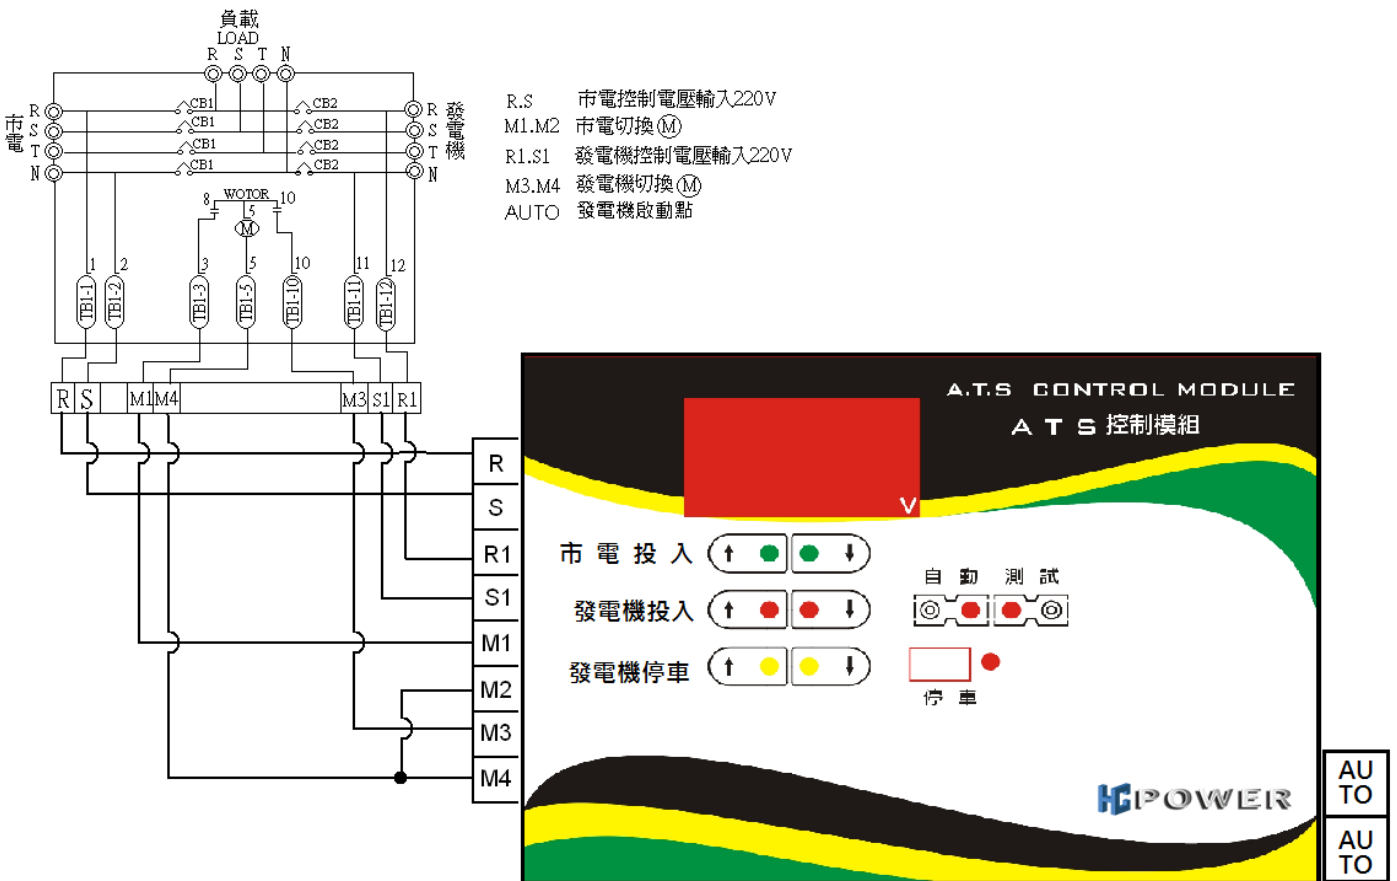 負載
LOAD
R S T N
市電
R
S
T
N
CB1
CB1
CB1
CB1
CB2
CB2
CB2
CB2
R
S
T
N
發電機
8 WOTOR 10
5
M
1 2 3 5 10 11 12
TB1-1 TB1-2 TB1-3 TB1-5 TB1-10 TB1-11 TB1-12
R S M1 M4 M3 S1 R1
R.S 市電控制電壓輸入220V
M1.M2 市電切換Ⓜ
R1.S1 發電機控制電壓輸入220V
M3.M4 發電機切換Ⓜ
AUTO 發電機啟動點
R
S
R1
S1
M1
M2
M3
M4
A.T.S CONTROL MODULE
A T S 控制模組
V
市電投入
發電機投入
發電機停車
自動 測試
停車
HG POWER
AU
TO
AU
TO